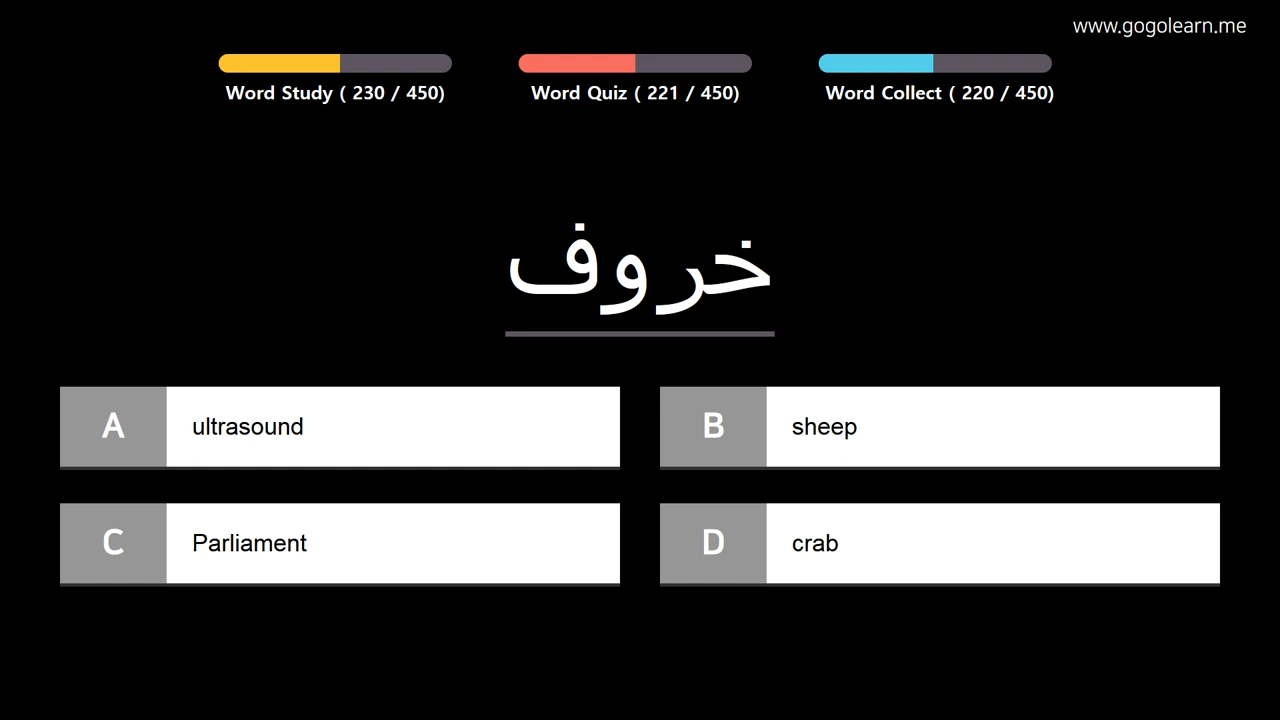 www.gogolearn.me
Word Study ( 230 / 450)
Word Quiz ( 221 / 450)
Word Collect ( 220 / 450)
خروف
A ultrasound
B sheep
C Parliament
D crab